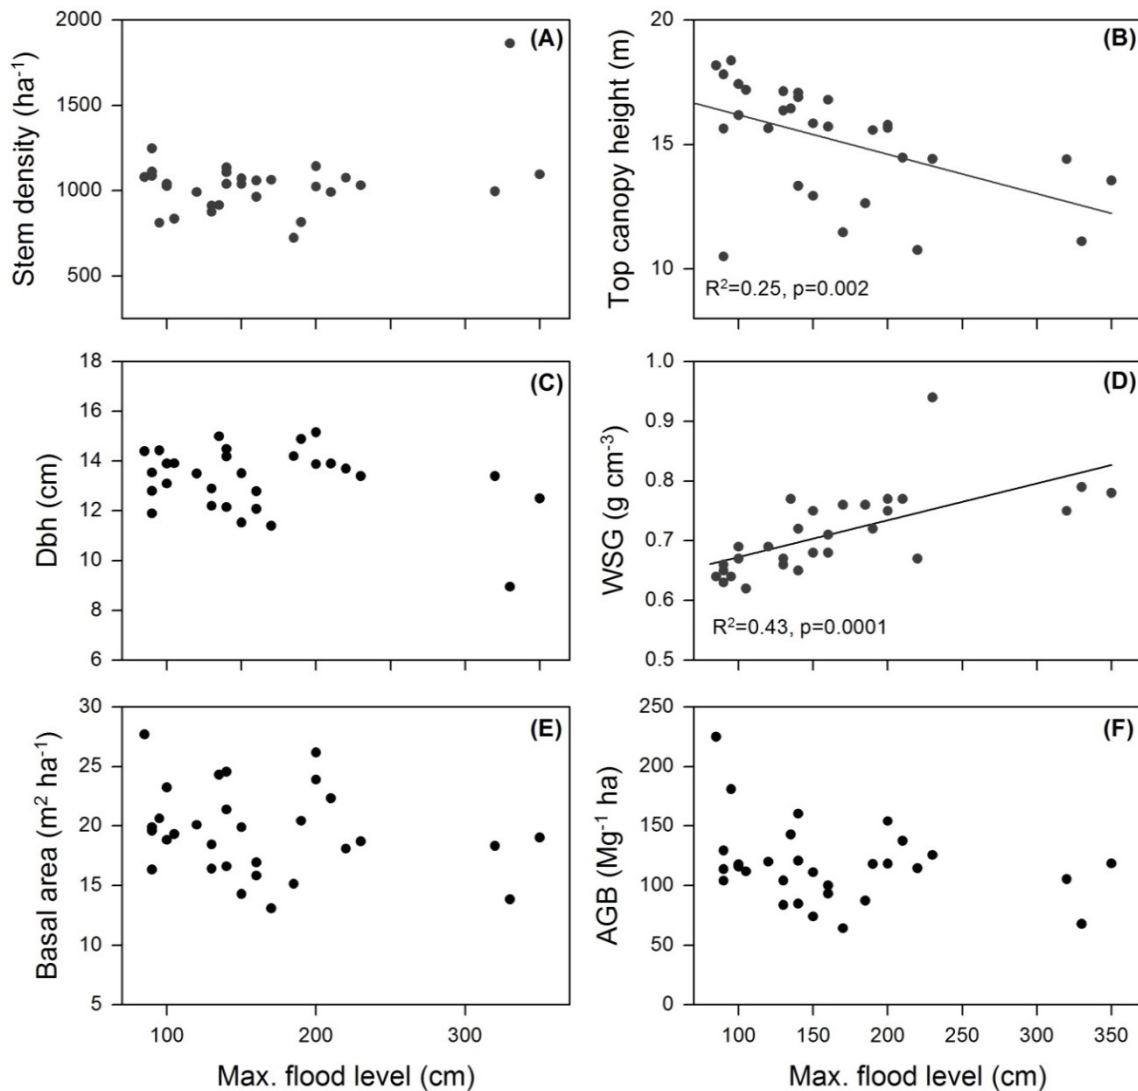 2000
1500
1000
500
Stem density (ha⁻¹)
(A)
20
15
10
Top canopy height (m)
(B)
R²=0.25, p=0.002
18
16
14
12
10
8
6
Dbh (cm)
(C)
1.0
0.9
0.8
0.7
0.6
0.5
WSG (g cm⁻³)
(D)
R²=0.43, p=0.0001
30
25
20
15
10
5
Basal area (m² ha⁻¹)
(E)
100 200 300
Max. flood level (cm)
250
200
150
100
50
0
AGB (Mg⁻¹ ha)
(F)
100 150 200 250 300 350
Max. flood level (cm)